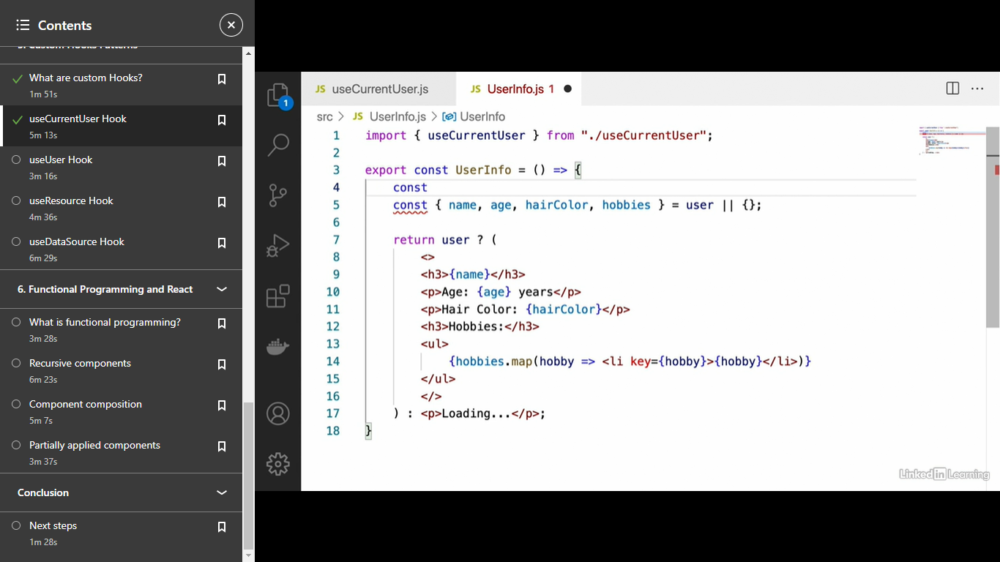 Contents
5. Custom Hooks Patterns
What are custom Hooks?
1m 51s
useCurrentUser Hook
5m 13s
useUser Hook
3m 16s
useResource Hook
4m 36s
useDataSource Hook
6m 29s
6. Functional Programming and React
What is functional programming?
3m 28s
Recursive components
6m 23s
Component composition
5m 7s
Partially applied components
3m 37s
Conclusion
Next steps
1m 28s
1
JS useCurrentUser.js
JS UserInfo.js 1
src > JS UserInfo.js > UserInfo
1 import { useCurrentUser } from "./useCurrentUser";
2
3 export const UserInfo = () => {
4 const
5 const { name, age, hairColor, hobbies } = user || {};
6
7 return user ? (
8 <>
9 <h3>{name}</h3>
10 <p>Age: {age} years</p>
11 <p>Hair Color: {hairColor}</p>
12 <h3>Hobbies:</h3>
13 <ul>
14 {hobbies.map(hobby => <li key={hobby}>{hobby}</li>)}
15 </ul>
16 </>
17 ) : <p>Loading...</p>;
18 }
Linked in Learning